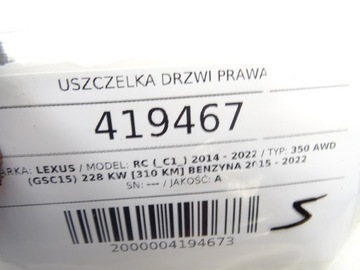 USZCZELKA DRZWI PRAWA
419467
ARKA: LEXUS / MODEL: RC (_C1_) 2014 - 2022 / TYP: 350 AWD
(GSC15) 228 KW [310 KM] BENZYNA 2015 - 2022
SN: --- / JAKOŚĆ: A
S
2000004194673